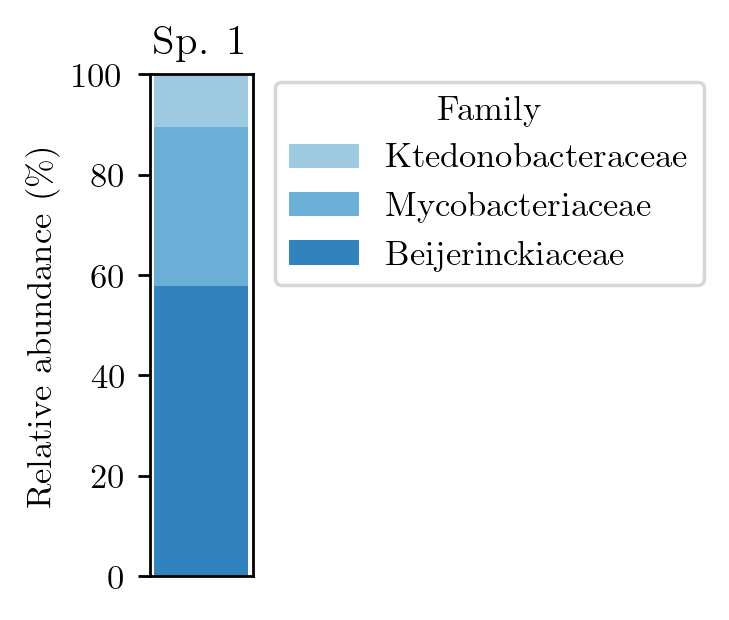 Sp. 1
100
80
60
40
20
0
Relative abundance (%)
Family
Ktedonobacteraceae
Mycobacteriaceae
Beijerinckiaceae